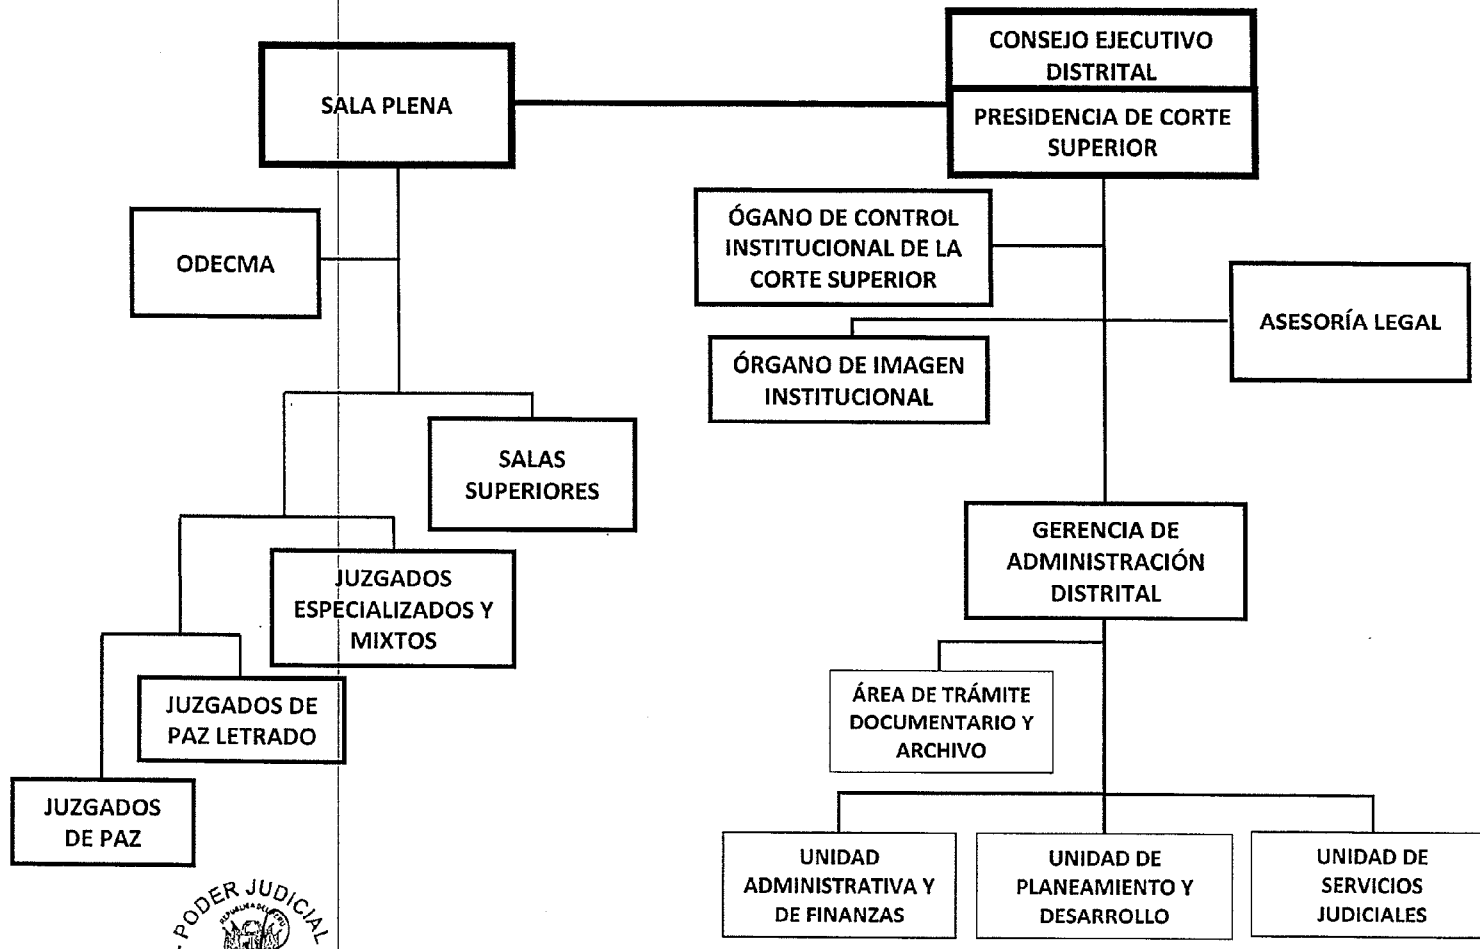 SALA PLENA
CONSEJO EJECUTIVO
DISTRITAL
PRESIDENCIA DE CORTE
SUPERIOR
ODECMA
ÓGANO DE CONTROL
INSTITUCIONAL DE LA
CORTE SUPERIOR
ASESORÍA LEGAL
ÓRGANO DE IMAGEN
INSTITUCIONAL
SALAS
SUPERIORES
JUZGADOS
ESPECIALIZADOS Y
MIXTOS
JUZGADOS DE
PAZ LETRADO
JUZGADOS
DE PAZ
GERENCIA DE
ADMINISTRACIÓN
DISTRITAL
ÁREA DE TRÁMITE
DOCUMENTARIO Y
ARCHIVO
UNIDAD
ADMINISTRATIVA Y
DE FINANZAS
UNIDAD DE
PLANEAMIENTO Y
DESARROLLO
UNIDAD DE
SERVICIOS
JUDICIALES
PODER JUDICIAL